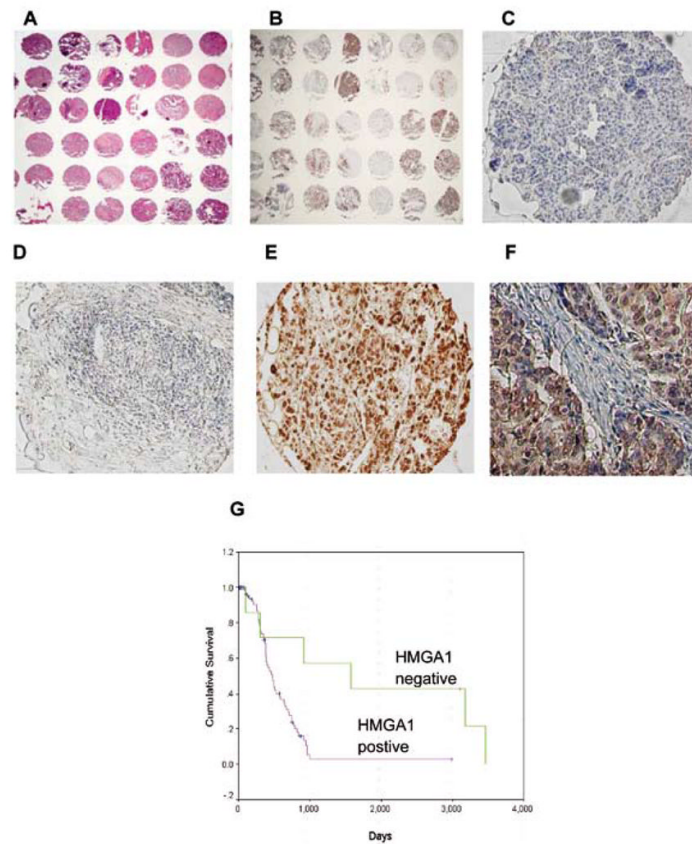 A
B
C
D
E
F
G
1.2
1.0
.8
.6
.4
.2
0.0
-.2
Cumulative Survival
HMGA1
negative
HMGA1
postive
0
1,000
2,000
3,000
4,000
Days